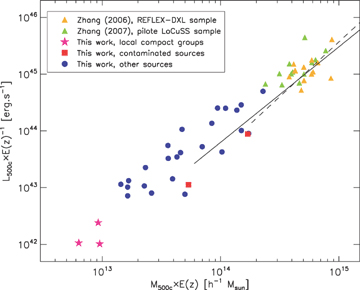 Zhang (2006), REFLEX-DXL sample
Zhang (2007), pilote LoCuSS sample
This work, local compact groups
This work, contaminated sources
This work, other sources
10^46
10^45
10^44
10^43
10^42
L_500c×E(z)^-1 [erg.s^-1]
10^13 10^14 10^15
M_500c×E(z) [h^-1 M_sun]